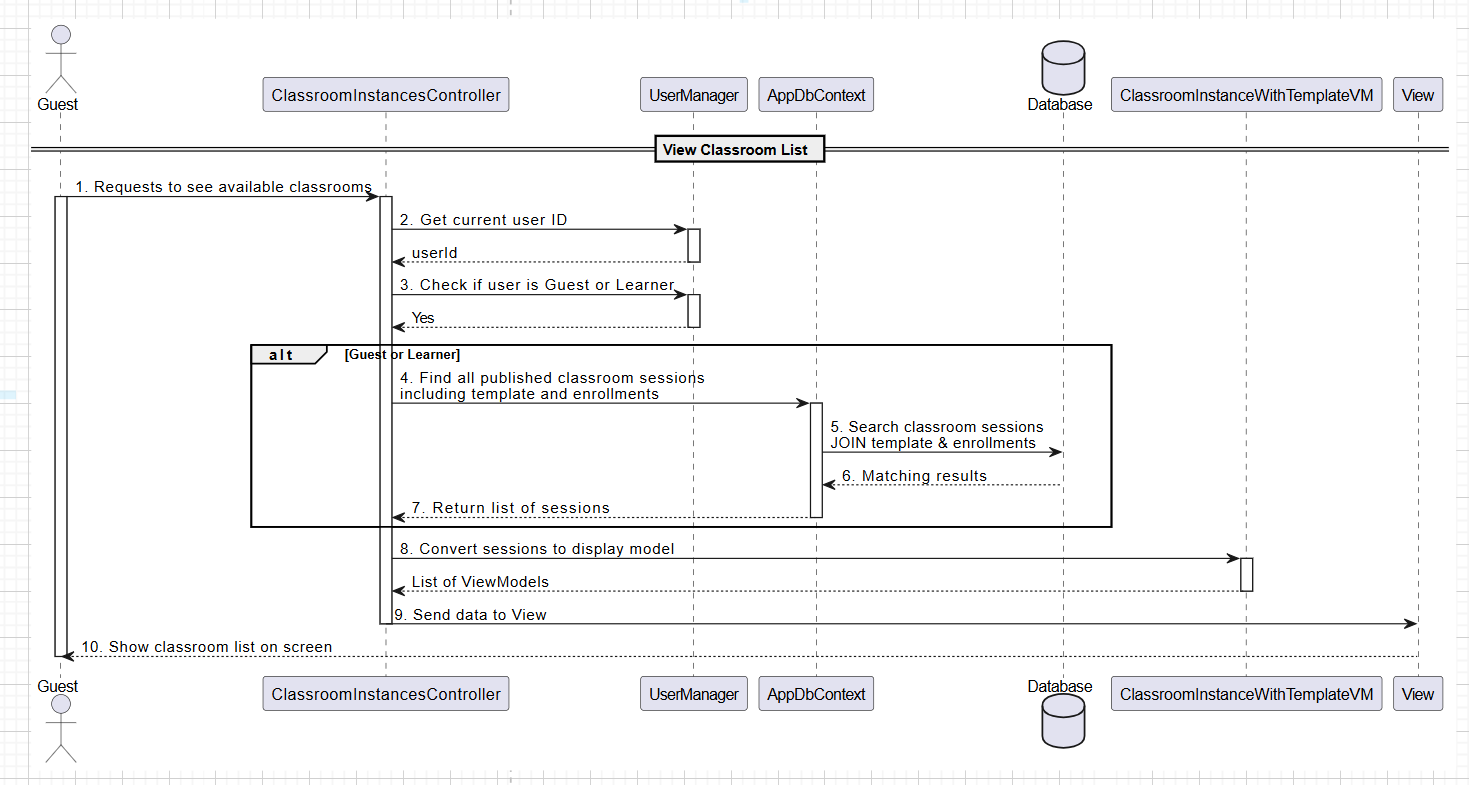 Guest
ClassroomInstancesController
UserManager
AppDbContext
Database
ClassroomInstanceWithTemplateVM
View
View Classroom List
1. Requests to see available classrooms
2. Get current user ID
userId
3. Check if user is Guest or Learner
Yes
alt
[Guest or Learner]
4. Find all published classroom sessions
including template and enrollments
5. Search classroom sessions
JOIN template & enrollments
6. Matching results
7. Return list of sessions
8. Convert sessions to display model
List of ViewModels
9. Send data to View
10. Show classroom list on screen
Guest
ClassroomInstancesController
UserManager
AppDbContext
Database
ClassroomInstanceWithTemplateVM
View